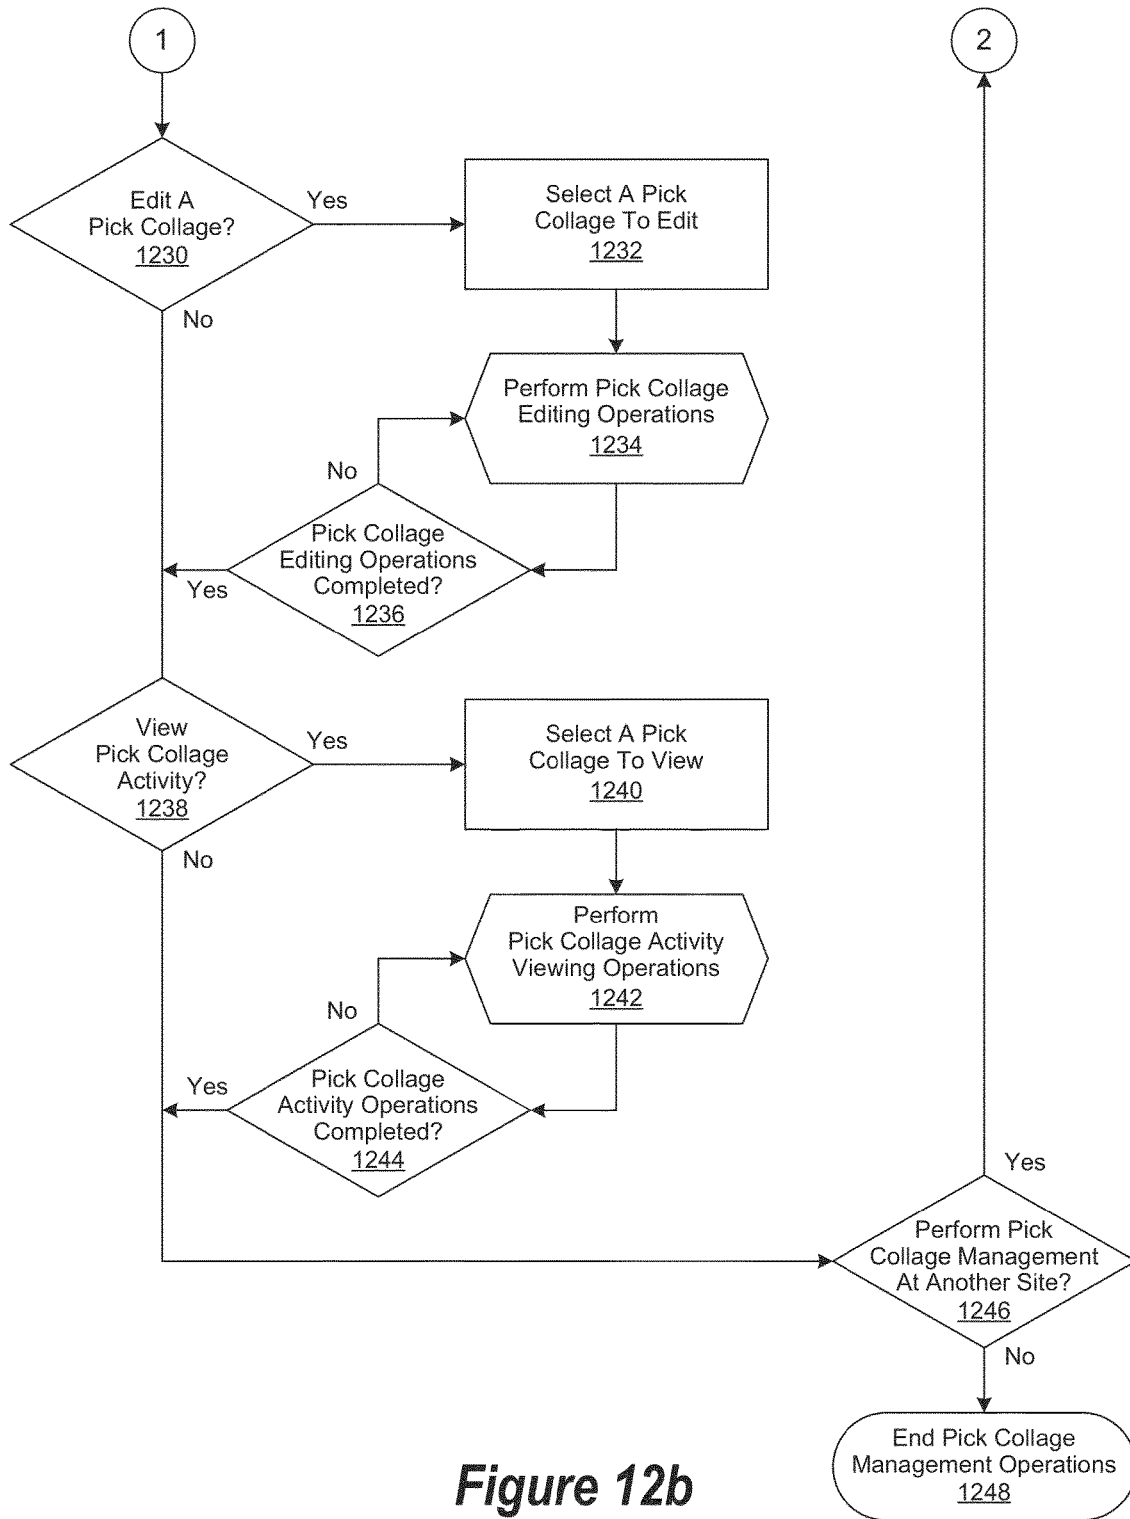 1
2
Edit A
Pick Collage?
1230
Yes
No
Select A Pick
Collage To Edit
1232
Perform Pick Collage
Editing Operations
1234
No
Pick Collage
Editing Operations
Completed?
1236
Yes
View
Pick Collage
Activity?
1238
Yes
No
Select A Pick
Collage To View
1240
Perform
Pick Collage Activity
Viewing Operations
1242
No
Pick Collage
Activity Operations
Completed?
1244
Yes
Yes
Perform Pick
Collage Management
At Another Site?
1246
No
End Pick Collage
Management Operations
1248
Figure 12b